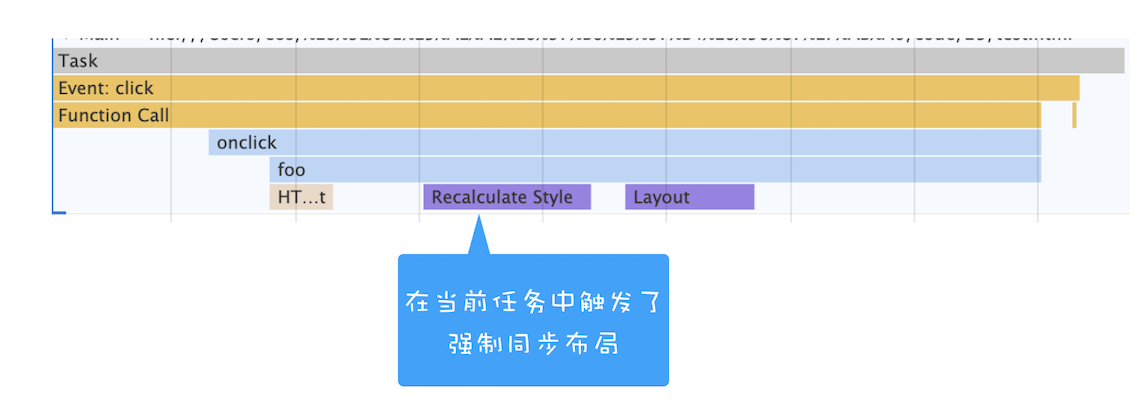 Task
Event: click
Function Call
onclick
foo
HT...t
Recalculate Style
Layout
在当前任务中触发了
强制同步布局